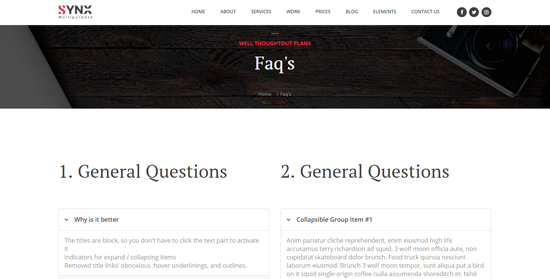 SYNX
Multipurpose
HOME ABOUT SERVICES WORK PRICES BLOG ELEMENTS CONTACT US
WELL THOUGHTOUT PLANS
Faq's
Home / Faq's
1. General Questions
Why is it better
The titles are block, so you don't have to click the text part to activate
it
Indicators for expand / collapsing items
Removed title links' obnoxious :hover underlinings, and outlines.
2. General Questions
Collapsible Group Item #1
Anim pariatur cliche reprehenderit, enim eiusmod high life
accusamus terry richardson ad squid. 3 wolf moon officia aute, non
cupidatat skateboard dolor brunch. Food truck quinoa nesciunt
laborum eiusmod. Brunch 3 wolf moon tempor, sunt aliqua put a bird
on it squid single-origin coffee nulla assumenda shoreditch et. Nihil